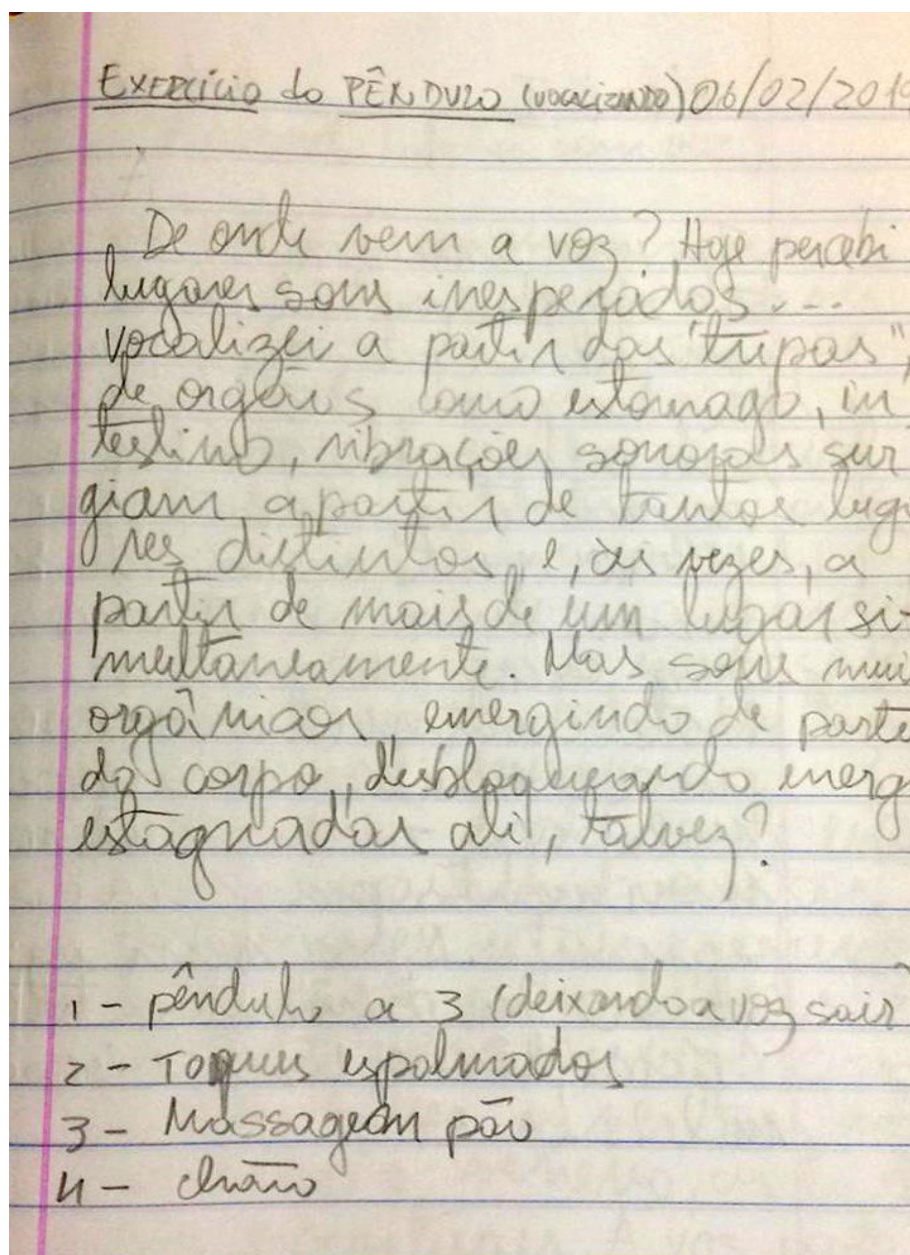 EXERCÍCIO do PÊNDULO (VOCALIZANDO) 06/02/2019
De onde vem a voz? Hoje percebi
lugares sons inesperados...
vocalizei a partir das "tripas",
de orgãos como estomago, in
testino, vibrações sonoras sur
giam a partir de tantos luga
res distintos e, às vezes, a
partir de mais de um lugar si-
multaneamente. Mas sons mui
orgânicos, emergindo de parte
do corpo, desbloqueando energ
estagnadas ali, talvez?
1 - pêndulo a 3 (deixando a voz sair)
2 - Toques espalmados
3 - Massagem pão
4 - chão